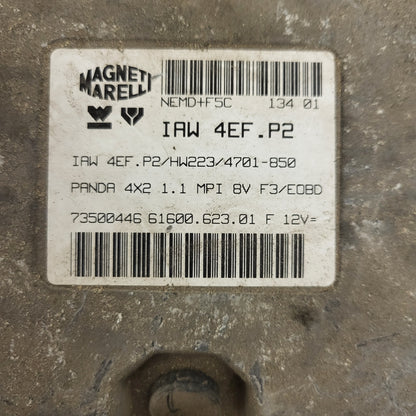 MAGNETI
MARELLI
NEMD+F5C 134 01
IAW 4EF.P2
IAW 4EF.P2/HW223/4701-850
PANDA 4X2 1.1 MPI 8V F3/EOBD
73500446 61600.623.01 F 12V=